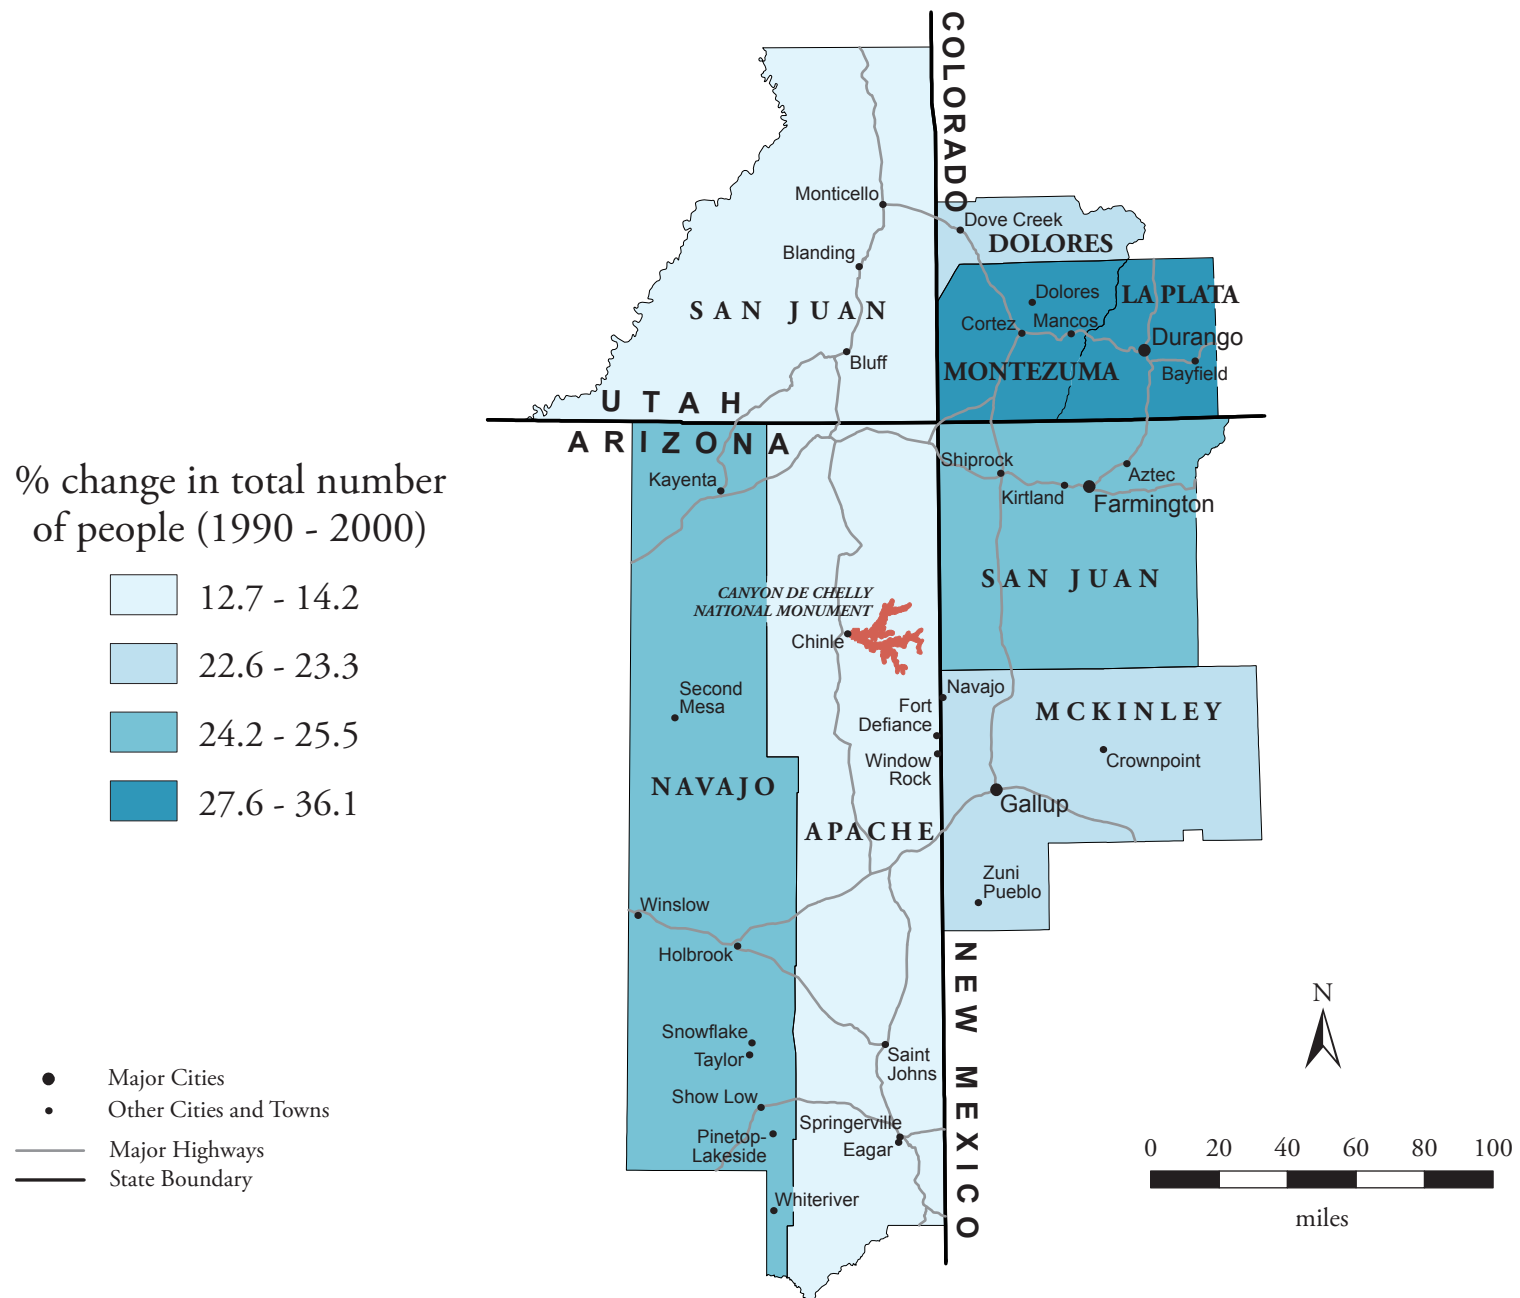 COLORADO
Monticello
Dove Creek
DOLORES
Blanding
Dolores
LA PLATA
SAN JUAN
Cortez
Mancos
Durango
Bluff
MONTEZUMA
Bayfield
UTAH
ARIZONA
% change in total number
of people (1990 - 2000)
12.7 - 14.2
22.6 - 23.3
24.2 - 25.5
27.6 - 36.1
Kayenta
Shiprock
Aztec
Kirtland
Farmington
SAN JUAN
CANYON DE CHELLY
NATIONAL MONUMENT
Chinle
Second
Mesa
Navajo
Fort
Defiance
MCKINLEY
Window
Rock
Crownpoint
NAVAJO
Gallup
APACHE
Zuni
Pueblo
Winslow
Holbrook
NEW MEXICO
Snowflake
Taylor
Saint
Johns
Show Low
Springerville
Pinetop-
Lakeside
Eagar
Whiteriver
Major Cities
Other Cities and Towns
Major Highways
State Boundary
N
0 20 40 60 80 100
miles